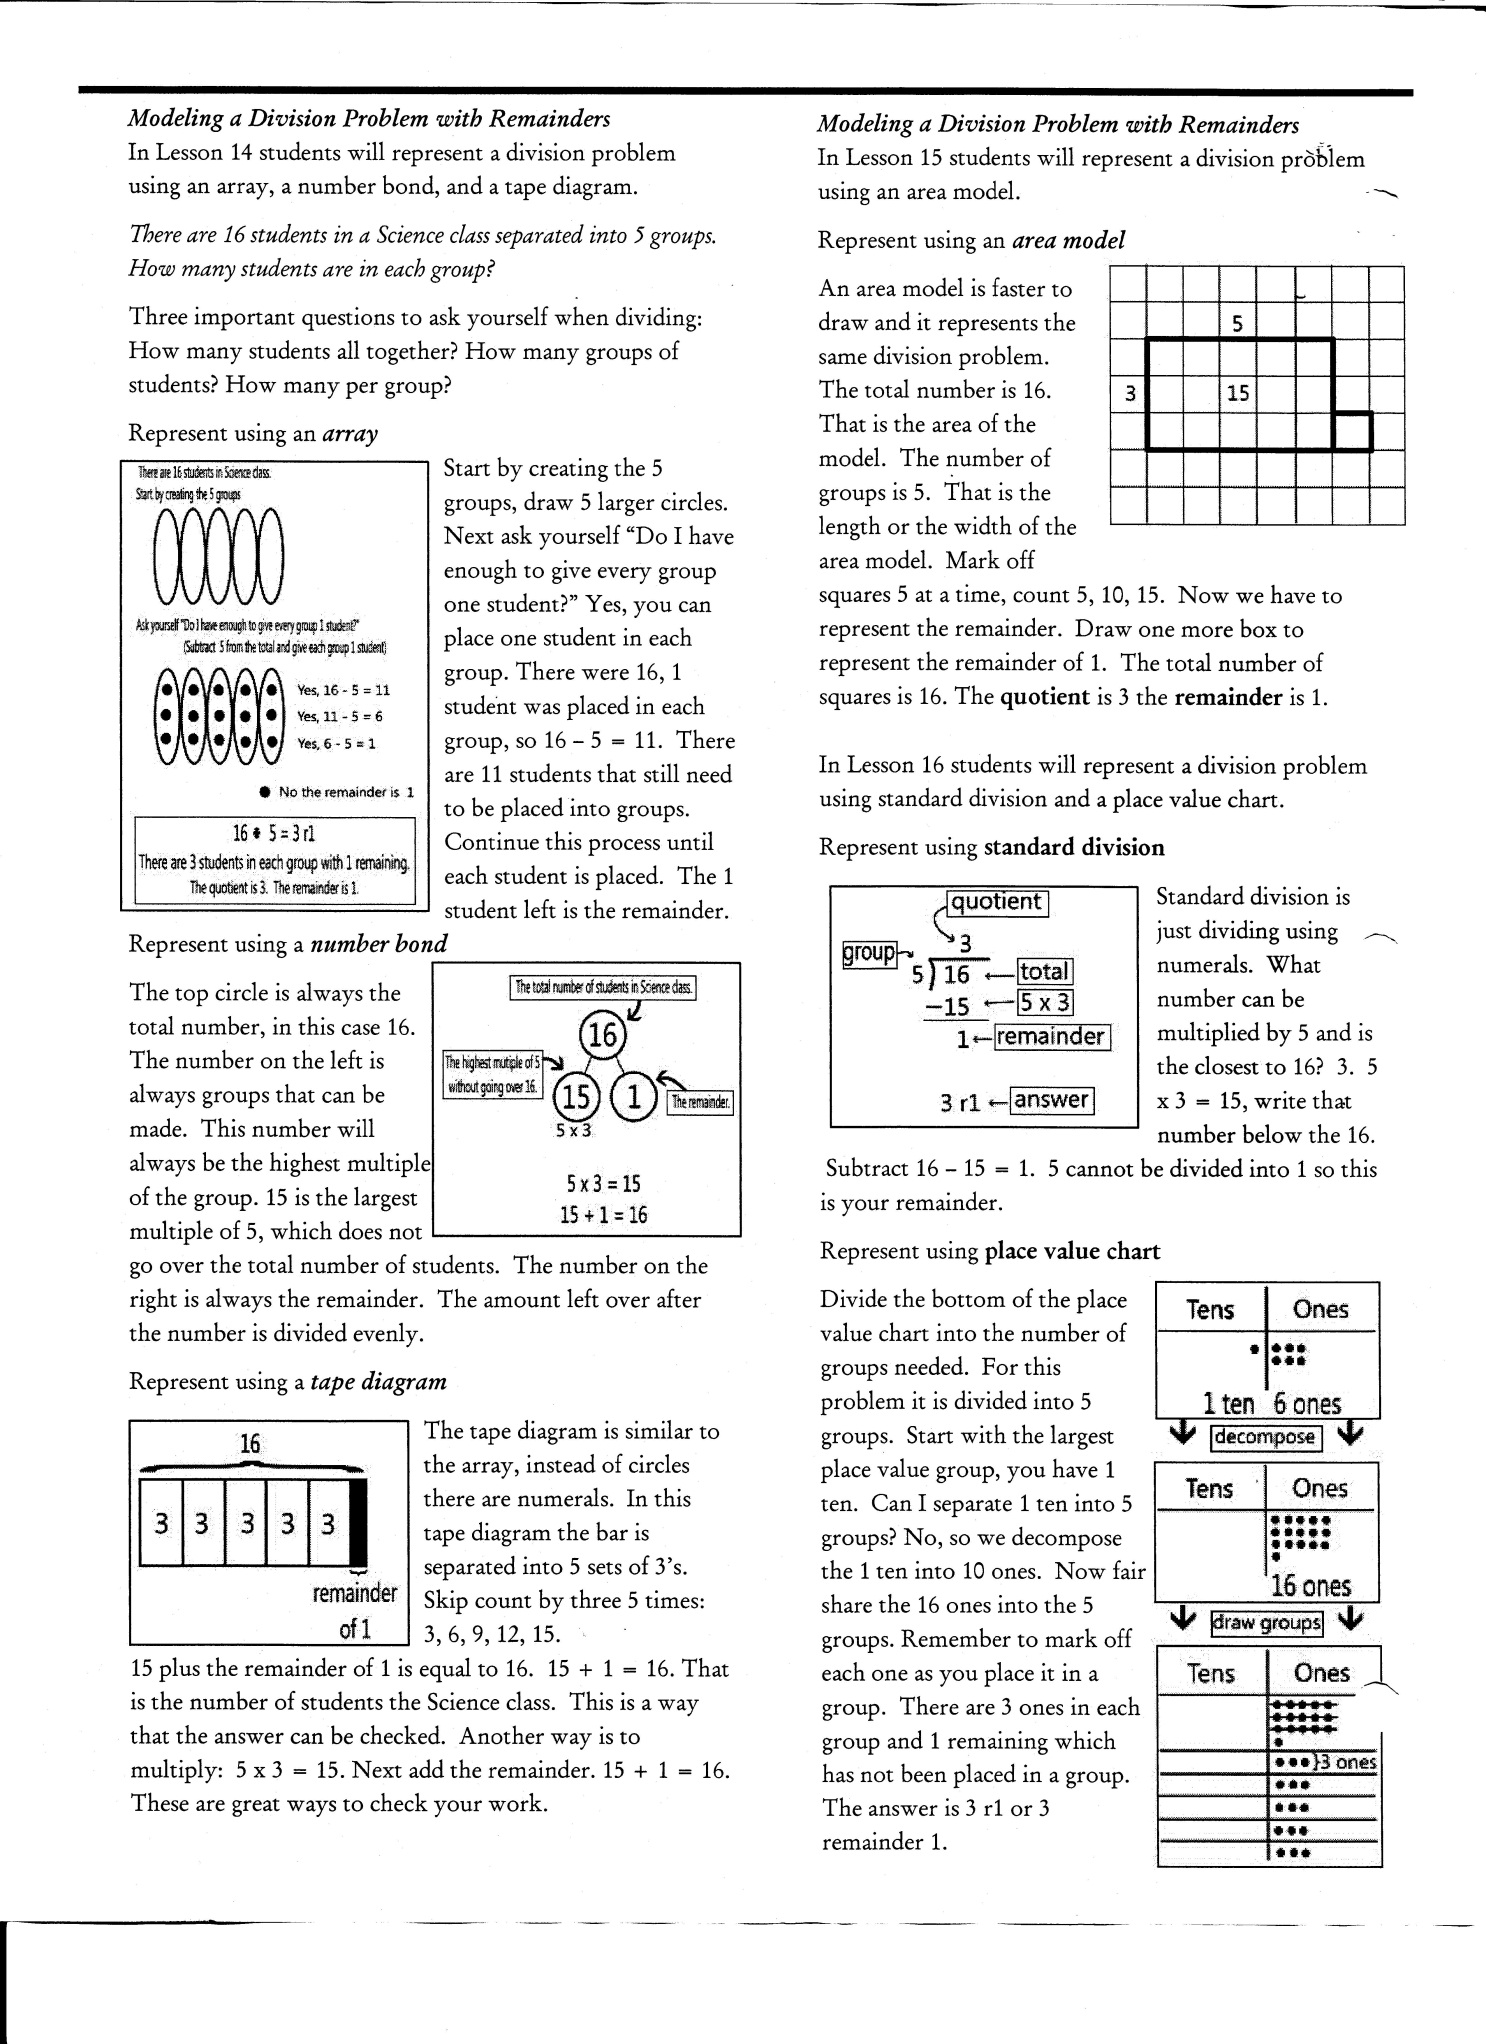 Modeling a Division Problem with Remainders
In Lesson 14 students will represent a division problem
using an array, a number bond, and a tape diagram.
There are 16 students in a Science class separated into 5 groups.
How many students are in each group?
Three important questions to ask yourself when dividing:
How many students all together? How many groups of
students? How many per group?
Represent using an array
There are 16 students in Science class.
Start by creating the 5 groups
Ask yourself "Do I have enough to give every group 1 student?"
(Subtract 5 from the total and give each group 1 student)
Yes, 16 - 5 = 11
Yes, 11 - 5 = 6
Yes, 6 - 5 = 1
No the remainder is 1
16 ÷ 5 = 3 r1
There are 3 students in each group with 1 remaining.
The quotient is 3. The remainder is 1.
Start by creating the 5
groups, draw 5 larger circles.
Next ask yourself “Do I have
enough to give every group
one student?” Yes, you can
place one student in each
group. There were 16, 1
student was placed in each
group, so 16 – 5 = 11. There
are 11 students that still need
to be placed into groups.
Continue this process until
each student is placed. The 1
student left is the remainder.
Represent using a number bond
The top circle is always the
total number, in this case 16.
The number on the left is
always groups that can be
made. This number will
always be the highest multiple
of the group. 15 is the largest
multiple of 5, which does not
go over the total number of students. The number on the
right is always the remainder. The amount left over after
the number is divided evenly.
The total number of students in Science class.
16
The highest mutiple of 5
without going over 16.
15
1
The remainder.
5 x 3
5 x 3 = 15
15 + 1 = 16
Represent using a tape diagram
16
3 3 3 3 3
remainder
of 1
The tape diagram is similar to
the array, instead of circles
there are numerals. In this
tape diagram the bar is
separated into 5 sets of 3’s.
Skip count by three 5 times:
3, 6, 9, 12, 15.
15 plus the remainder of 1 is equal to 16. 15 + 1 = 16. That
is the number of students the Science class. This is a way
that the answer can be checked. Another way is to
multiply: 5 x 3 = 15. Next add the remainder. 15 + 1 = 16.
These are great ways to check your work.
Modeling a Division Problem with Remainders
In Lesson 15 students will represent a division problem
using an area model.
Represent using an area model
An area model is faster to
draw and it represents the
same division problem.
The total number is 16.
That is the area of the
model. The number of
groups is 5. That is the
length or the width of the
area model. Mark off
squares 5 at a time, count 5, 10, 15. Now we have to
represent the remainder. Draw one more box to
represent the remainder of 1. The total number of
squares is 16. The quotient is 3 the remainder is 1.
5
3
15
In Lesson 16 students will represent a division problem
using standard division and a place value chart.
Represent using standard division
quotient
3
group
5)16
total
−15
5 x 3
1
remainder
3 r1
answer
Standard division is
just dividing using
numerals. What
number can be
multiplied by 5 and is
the closest to 16? 3. 5
x 3 = 15, write that
number below the 16.
Subtract 16 – 15 = 1. 5 cannot be divided into 1 so this
is your remainder.
Represent using place value chart
Divide the bottom of the place
value chart into the number of
groups needed. For this
problem it is divided into 5
groups. Start with the largest
place value group, you have 1
ten. Can I separate 1 ten into 5
groups? No, so we decompose
the 1 ten into 10 ones. Now fair
share the 16 ones into the 5
groups. Remember to mark off
each one as you place it in a
group. There are 3 ones in each
group and 1 remaining which
has not been placed in a group.
The answer is 3 r1 or 3
remainder 1.
Tens Ones
1 ten 6 ones
decompose
Tens Ones
16 ones
draw groups
Tens Ones
}3 ones